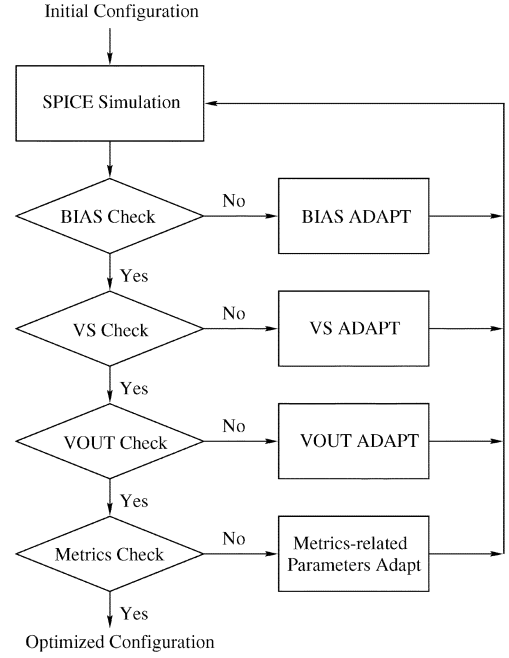 Initial Configuration
SPICE Simulation
BIAS Check
No
BIAS ADAPT
Yes
VS Check
No
VS ADAPT
Yes
VOUT Check
No
VOUT ADAPT
Yes
Metrics Check
No
Metrics-related
Parameters Adapt
Yes
Optimized Configuration